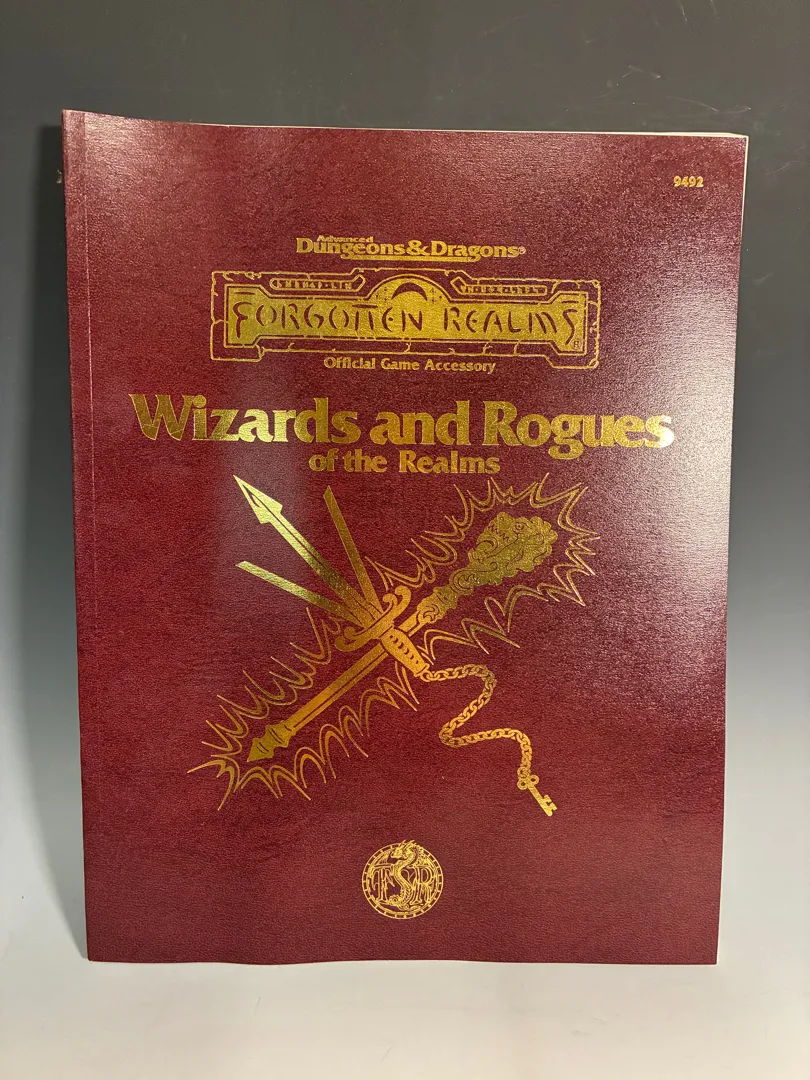 9492
Advanced
Dungeons & Dragons®
FORGOTTEN REALMS®
Official Game Accessory
Wizards and Rogues
of the Realms
TSR